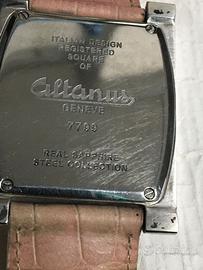 ITALIAN DESIGN
REGISTERED
SQUARE
OF
altanus
GENEVE
7799
REAL SAPPHIRE
STEEL COLLECTION